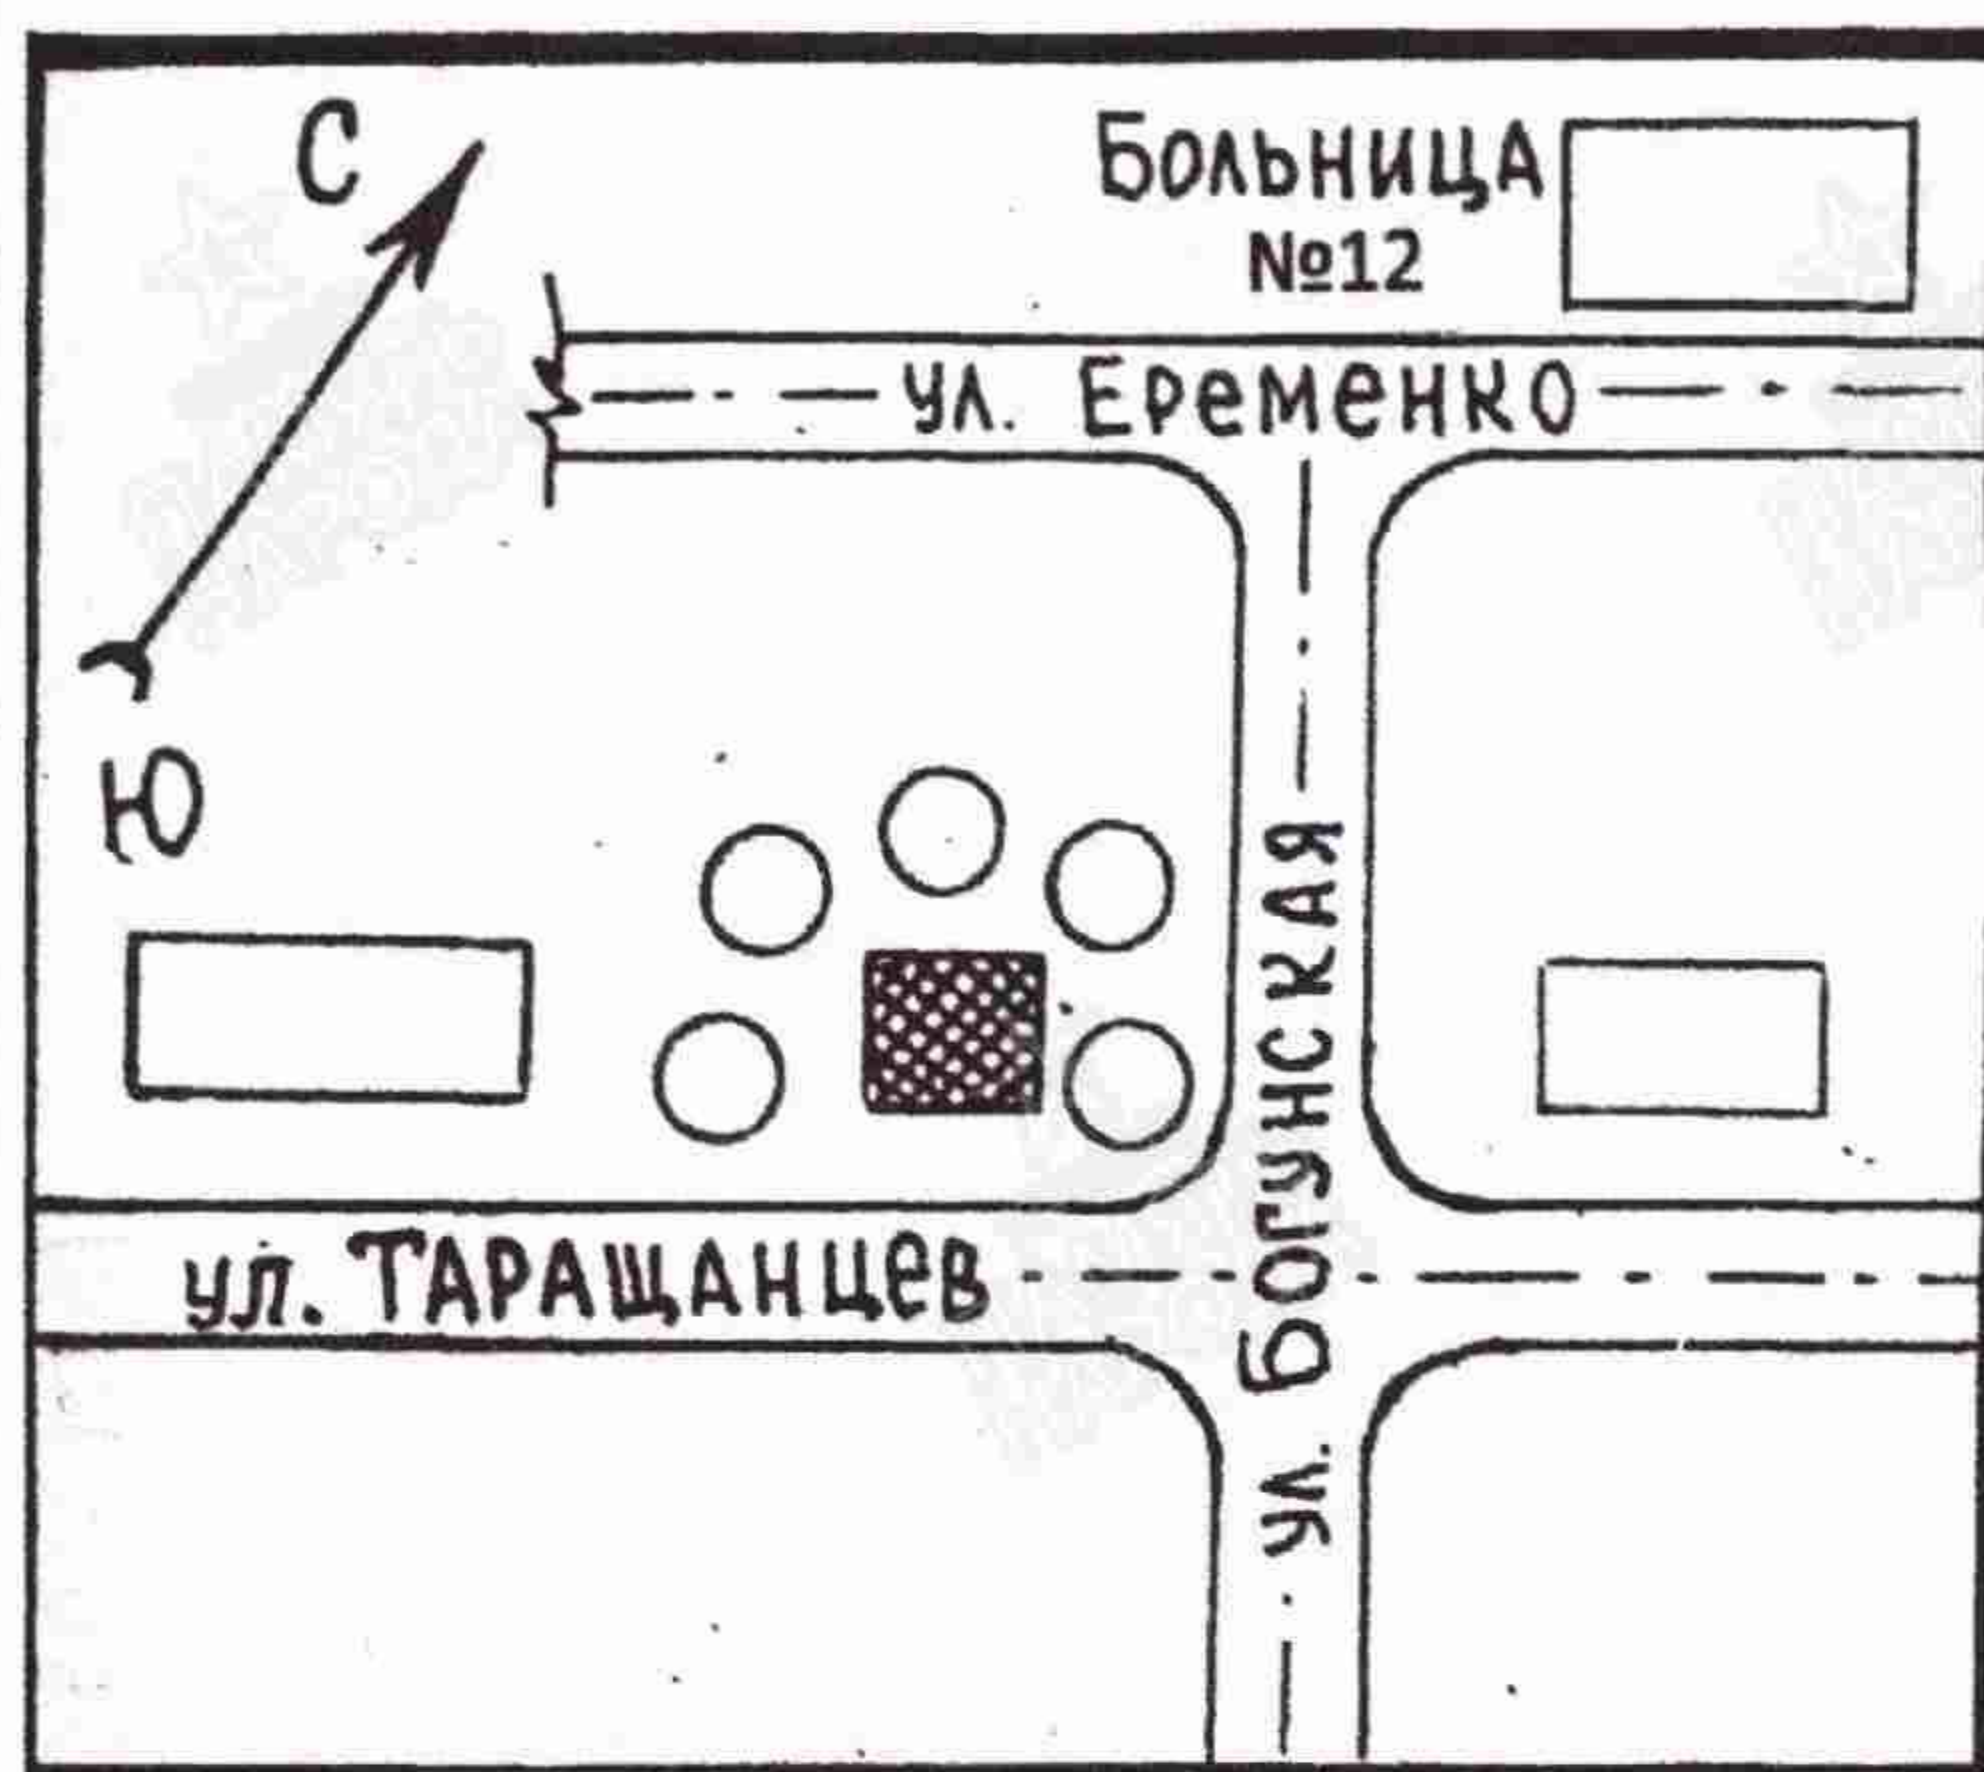 С
Больница
№12
ул. Еременко
Ю
ул. Богунская
ул. Таращанцев